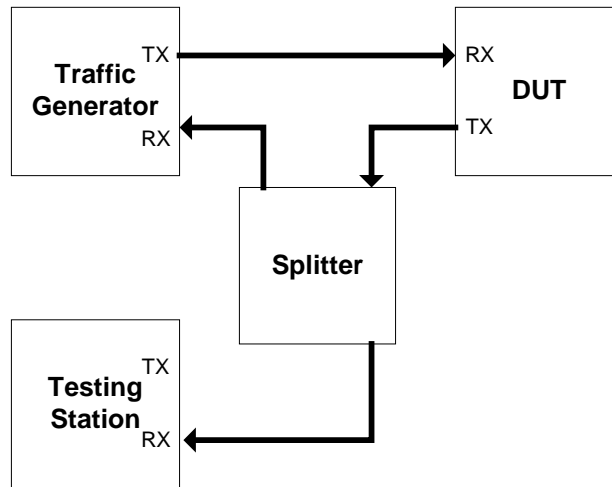 TX
Traffic
Generator
RX
RX
DUT
TX
Splitter
TX
Testing
Station
RX